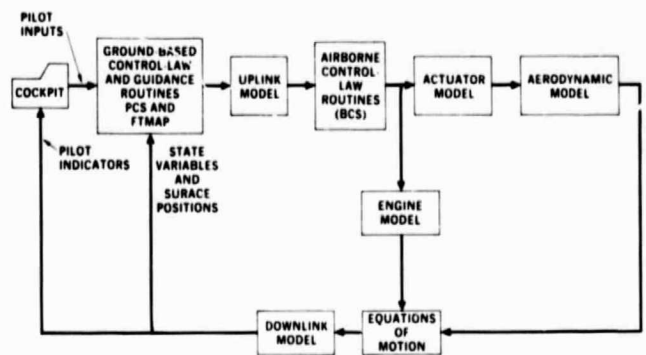 PILOT
INPUTS
COCKPIT
GROUND-BASED
CONTROL-LAW
AND GUIDANCE
ROUTINES
PCS AND
FTMAP
UPLINK
MODEL
AIRBORNE
CONTROL-
LAW
ROUTINES
(BCS)
ACTUATOR
MODEL
AERODYNAMIC
MODEL
PILOT
INDICATORS
STATE
VARIABLES
AND
SURACE
POSITIONS
ENGINE
MODEL
DOWNLINK
MODEL
EQUATIONS
OF
MOTION